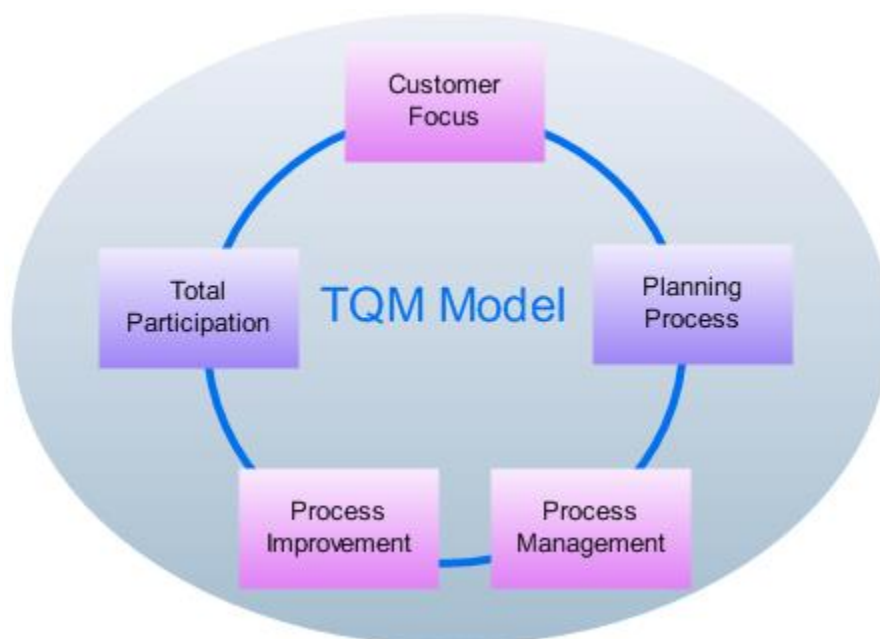 Customer
Focus
Total
Participation
TQM Model
Planning
Process
Process
Improvement
Process
Management